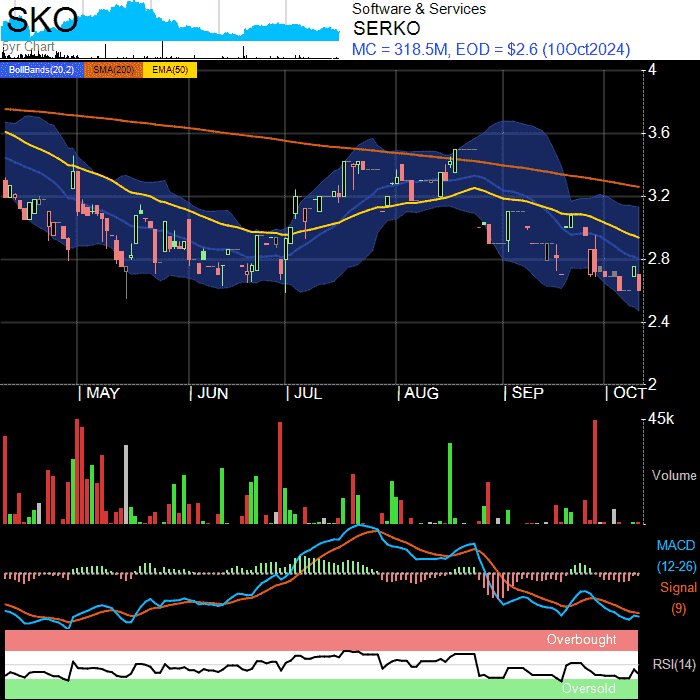 SKO
Software & Services
SERKO
5yr Chart
MC = 318.5M, EOD = $2.6 (10Oct2024)
BollBands(20,2) SMA(200) EMA(50)
4
3.6
3.2
2.8
2.4
2
| MAY | JUN | JUL | AUG | SEP | OCT
45k
Volume
MACD
(12-26)
Signal
(9)
Overbought
RSI(14)
Oversold